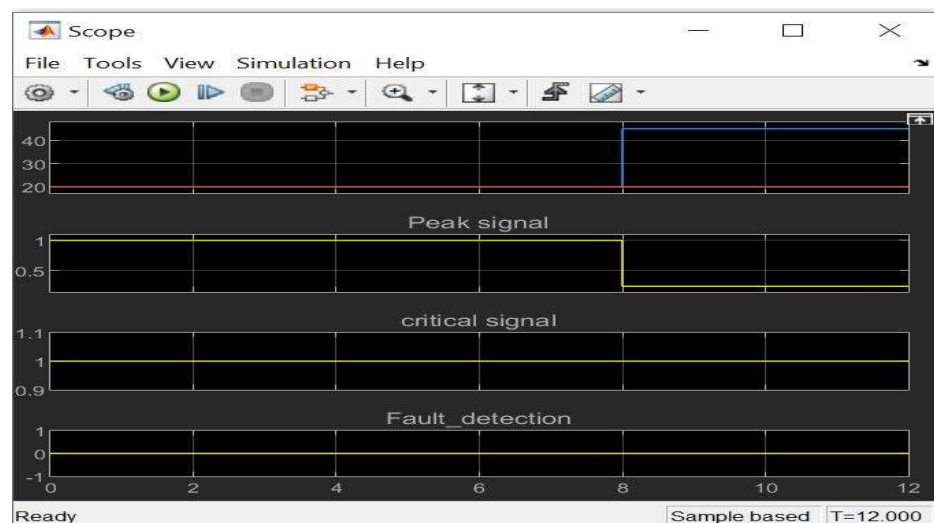 Scope
File Tools View Simulation Help
40
30
20
Peak signal
1
0.5
critical signal
1.1
1
0.9
Fault_detection
1
0
-1
0 2 4 6 8 10 12
Ready Sample based T=12.000